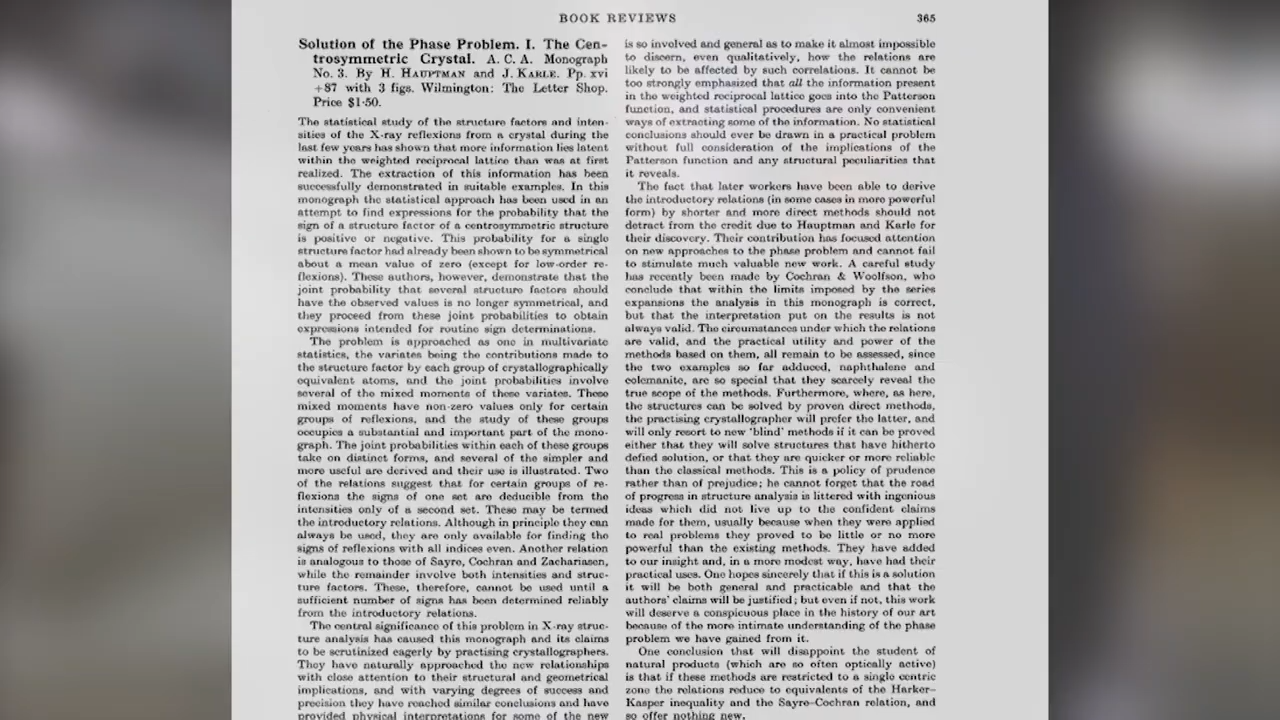 BOOK REVIEWS
365
Solution of the Phase Problem. I. The Cen-
trosymmetric Crystal. A. C. A. Monograph
No. 3. By H. HAUPTMAN and J. KARLE. Pp. xvi
+87 with 3 figs. Wilmington: The Letter Shop.
Price $1·50.
The statistical study of the structure factors and inten-
sities of the X-ray reflexions from a crystal during the
last few years has shown that more information lies latent
within the weighted reciprocal lattice than was at first
realized. The extraction of this information has been
successfully demonstrated in suitable examples. In this
monograph the statistical approach has been used in an
attempt to find expressions for the probability that the
sign of a structure factor of a centrosymmetric structure
is positive or negative. This probability for a single
structure factor had already been shown to be symmetrical
about a mean value of zero (except for low-order re-
flexions). These authors, however, demonstrate that the
joint probability that several structure factors should
have the observed values is no longer symmetrical, and
they proceed from these joint probabilities to obtain
expressions intended for routine sign determinations.
The problem is approached as one in multivariate
statistics, the variates being the contributions made to
the structure factor by each group of crystallographically
equivalent atoms, and the joint probabilities involve
several of the mixed moments of these variates. These
mixed moments have non-zero values only for certain
groups of reflexions, and the study of these groups
occupies a substantial and important part of the mono-
graph. The joint probabilities within each of these groups
take on distinct forms, and several of the simpler and
more useful are derived and their use is illustrated. Two
of the relations suggest that for certain groups of re-
flexions the signs of one set are deducible from the
intensities only of a second set. These may be termed
the introductory relations. Although in principle they can
always be used, they are only available for finding the
signs of reflexions with all indices even. Another relation
is analogous to those of Sayre, Cochran and Zachariasen,
while the remainder involve both intensities and struc-
ture factors. These, therefore, cannot be used until a
sufficient number of signs has been determined reliably
from the introductory relations.
The central significance of this problem in X-ray struc-
ture analysis has caused this monograph and its claims
to be scrutinized eagerly by practising crystallographers.
They have naturally approached the new relationships
with close attention to their structural and geometrical
implications, and with varying degrees of success and
precision they have reached similar conclusions and have
provided physical interpretations for some of the new
is so involved and general as to make it almost impossible
to discern, even qualitatively, how the relations are
likely to be affected by such correlations. It cannot be
too strongly emphasized that all the information present
in the weighted reciprocal lattice goes into the Patterson
function, and statistical procedures are only convenient
ways of extracting some of the information. No statistical
conclusions should ever be drawn in a practical problem
without full consideration of the implications of the
Patterson function and any structural peculiarities that
it reveals.
The fact that later workers have been able to derive
the introductory relations (in some cases in more powerful
form) by shorter and more direct methods should not
detract from the credit due to Hauptman and Karle for
their discovery. Their contribution has focused attention
on new approaches to the phase problem and cannot fail
to stimulate much valuable new work. A careful study
has recently been made by Cochran & Woolfson, who
conclude that within the limits imposed by the series
expansions the analysis in this monograph is correct,
but that the interpretation put on the results is not
always valid. The circumstances under which the relations
are valid, and the practical utility and power of the
methods based on them, all remain to be assessed, since
the two examples so far adduced, naphthalene and
colemanite, are so special that they scarcely reveal the
true scope of the methods. Furthermore, where, as here,
the structures can be solved by proven direct methods,
the practising crystallographer will prefer the latter, and
will only resort to new 'blind' methods if it can be proved
either that they will solve structures that have hitherto
defied solution, or that they are quicker or more reliable
than the classical methods. This is a policy of prudence
rather than of prejudice; he cannot forget that the road
of progress in structure analysis is littered with ingenious
ideas which did not live up to the confident claims
made for them, usually because when they were applied
to real problems they proved to be little or no more
powerful than the existing methods. They have added
to our insight and, in a more modest way, have had their
practical uses. One hopes sincerely that if this is a solution
it will be both general and practicable and that the
authors' claims will be justified; but even if not, this work
will deserve a conspicuous place in the history of our art
because of the more intimate understanding of the phase
problem we have gained from it.
One conclusion that will disappoint the student of
natural products (which are so often optically active)
is that if these methods are restricted to a single centric
zone the relations reduce to equivalents of the Harker–
Kasper inequality and the Sayre–Cochran relation, and
so offer nothing new.